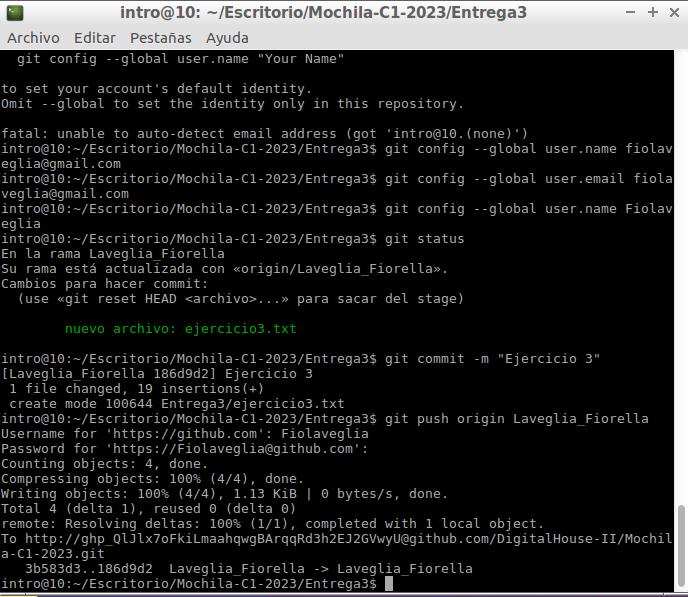 intro@10: ~/Escritorio/Mochila-C1-2023/Entrega3
Archivo Editar Pestañas Ayuda
git config --global user.name "Your Name"
to set your account's default identity.
Omit --global to set the identity only in this repository.
fatal: unable to auto-detect email address (got 'intro@10.(none)')
intro@10:~/Escritorio/Mochila-C1-2023/Entrega3$ git config --global user.name fiolav
eglia@gmail.com
intro@10:~/Escritorio/Mochila-C1-2023/Entrega3$ git config --global user.email fiola
veglia@gmail.com
intro@10:~/Escritorio/Mochila-C1-2023/Entrega3$ git config --global user.name Fiolav
eglia
intro@10:~/Escritorio/Mochila-C1-2023/Entrega3$ git status
En la rama Laveglia_Fiorella
Su rama está actualizada con «origin/Laveglia_Fiorella».
Cambios para hacer commit:
(use «git reset HEAD <archivo>...» para sacar del stage)
nuevo archivo: ejercicio3.txt
intro@10:~/Escritorio/Mochila-C1-2023/Entrega3$ git commit -m "Ejercicio 3"
[Laveglia_Fiorella 186d9d2] Ejercicio 3
1 file changed, 19 insertions(+)
create mode 100644 Entrega3/ejercicio3.txt
intro@10:~/Escritorio/Mochila-C1-2023/Entrega3$ git push origin Laveglia_Fiorella
Username for 'https://github.com': Fiolaveglia
Password for 'https://Fiolaveglia@github.com':
Counting objects: 4, done.
Compressing objects: 100% (4/4), done.
Writing objects: 100% (4/4), 1.13 KiB | 0 bytes/s, done.
Total 4 (delta 1), reused 0 (delta 0)
remote: Resolving deltas: 100% (1/1), completed with 1 local object.
To http://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@github.com/DigitalHouse-II/Mochil
a-C1-2023.git
3b583d3..186d9d2 Laveglia_Fiorella -> Laveglia_Fiorella
intro@10:~/Escritorio/Mochila-C1-2023/Entrega3$